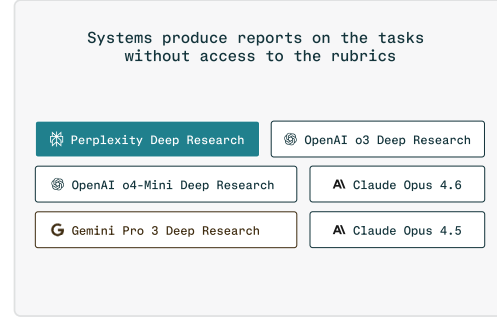 Systems produce reports on the tasks
without access to the rubrics
Perplexity Deep Research
OpenAI o3 Deep Research
OpenAI o4-Mini Deep Research
Claude Opus 4.6
Gemini Pro 3 Deep Research
Claude Opus 4.5